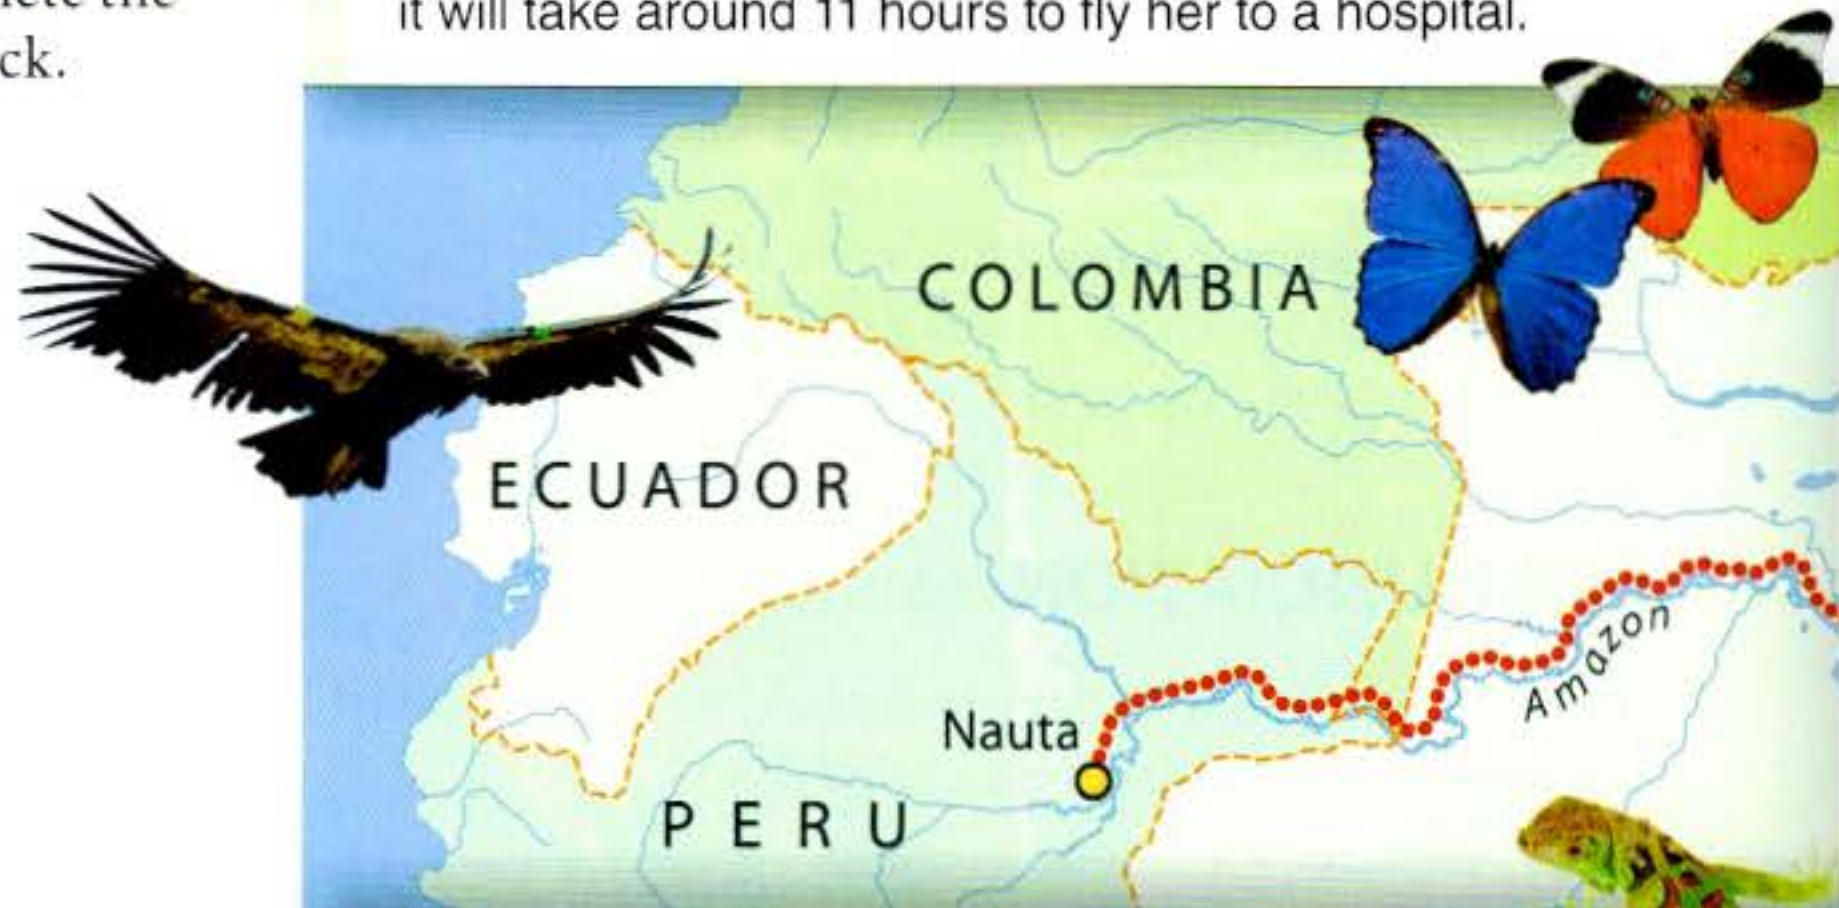 it will take around 11 hours to fly her to a hospital.
ck.
COLOMBIA
ECUADOR
Amazon
Nauta
PERU